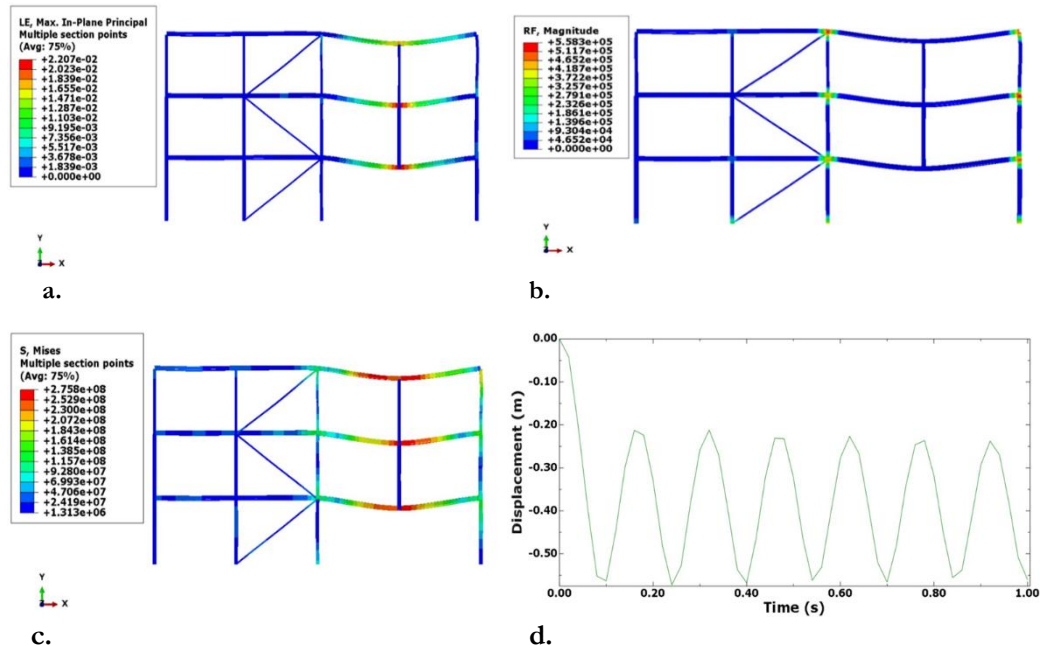 LE, Max. In-Plane Principal
Multiple section points
(Avg: 75%)
+2.207e-02
+2.023e-02
+1.839e-02
+1.655e-02
+1.471e-02
+1.287e-02
+1.103e-02
+9.195e-03
+7.356e-03
+5.517e-03
+3.678e-03
+1.839e-03
+0.000e+00
Y
X
a.
RF, Magnitude
+5.583e+05
+5.117e+05
+4.652e+05
+4.187e+05
+3.722e+05
+3.257e+05
+2.791e+05
+2.326e+05
+1.861e+05
+1.396e+05
+9.304e+04
+4.652e+04
+0.000e+00
Y
X
b.
S, Mises
Multiple section points
(Avg: 75%)
+2.758e+08
+2.529e+08
+2.300e+08
+2.072e+08
+1.843e+08
+1.614e+08
+1.385e+08
+1.157e+08
+9.280e+07
+6.993e+07
+4.706e+07
+2.419e+07
+1.313e+06
Y
X
c.
0.00
-0.10
-0.20
-0.30
-0.40
-0.50
Displacement (m)
0.00 0.20 0.40 0.60 0.80 1.00
Time (s)
d.